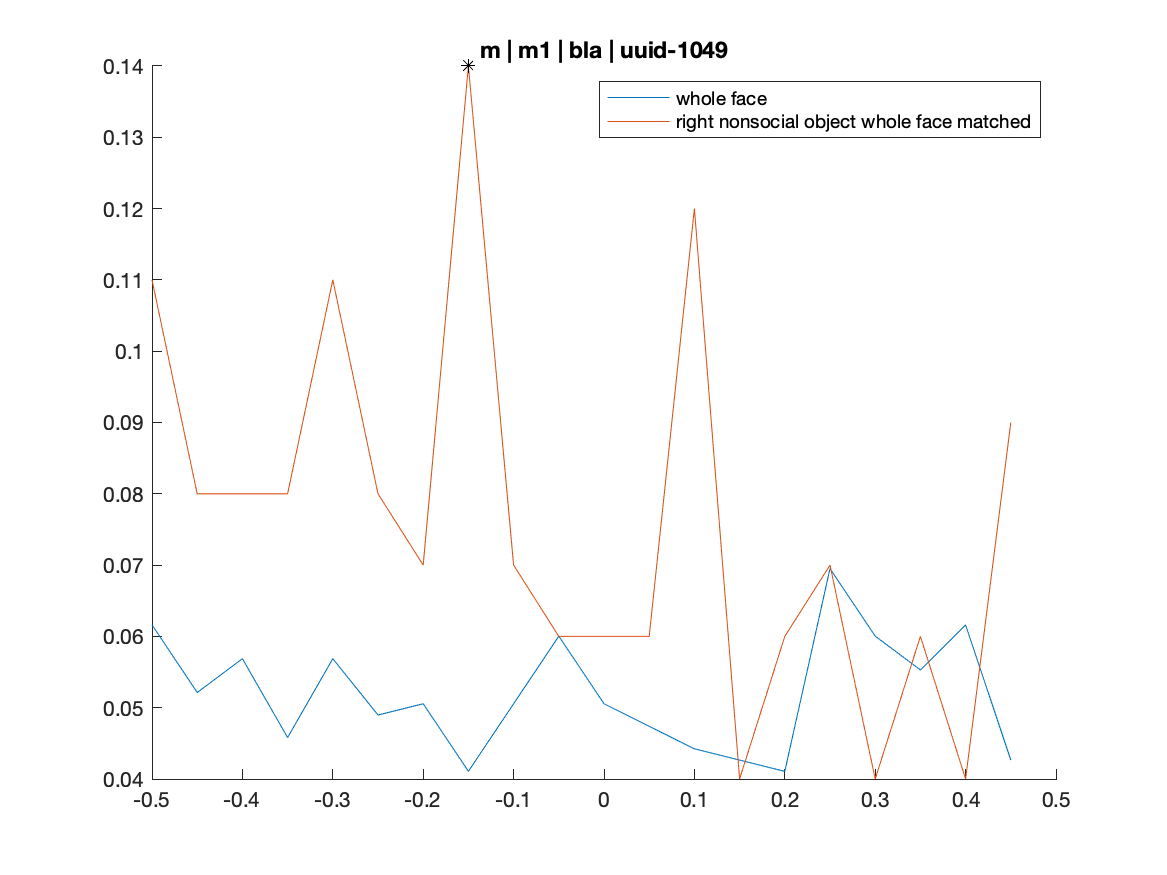 m | m1 | bla | uuid-1049
whole face
right nonsocial object whole face matched
0.14
0.13
0.12
0.11
0.1
0.09
0.08
0.07
0.06
0.05
0.04
-0.5 -0.4 -0.3 -0.2 -0.1 0 0.1 0.2 0.3 0.4 0.5